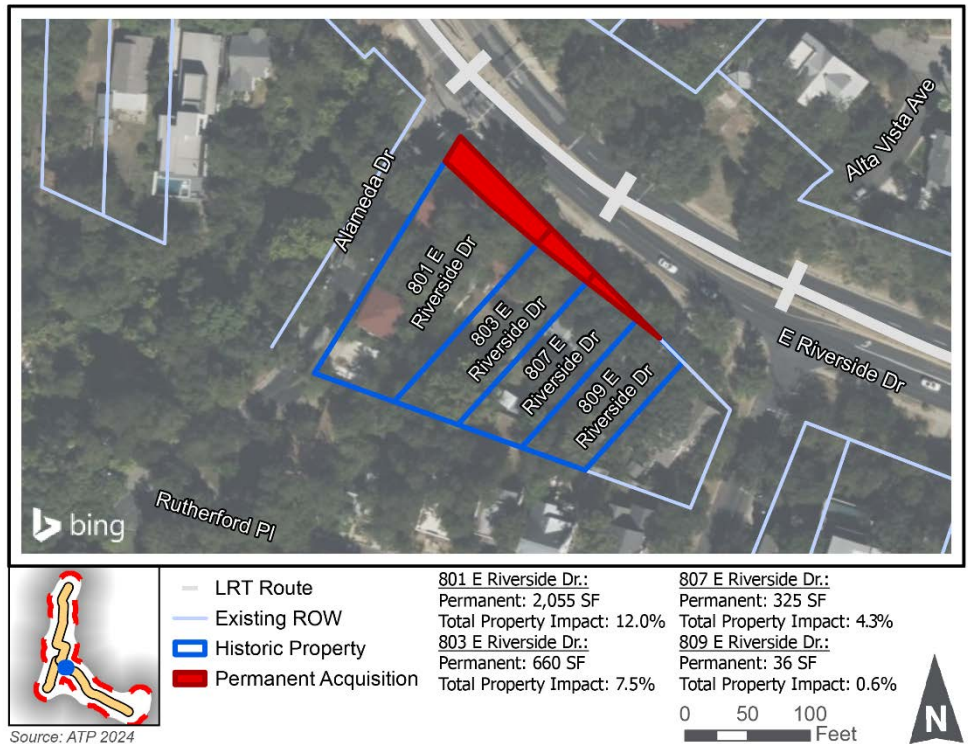 Alameda Dr
Alta Vista Ave
801 E
Riverside Dr
803 E
Riverside Dr
807 E
Riverside Dr
809 E
Riverside Dr
E Riverside Dr
Rutherford Pl
bing
LRT Route
Existing ROW
Historic Property
Permanent Acquisition
801 E Riverside Dr.:
Permanent: 2,055 SF
Total Property Impact: 12.0%
803 E Riverside Dr.:
Permanent: 660 SF
Total Property Impact: 7.5%
807 E Riverside Dr.:
Permanent: 325 SF
Total Property Impact: 4.3%
809 E Riverside Dr.:
Permanent: 36 SF
Total Property Impact: 0.6%
0 50 100
Feet
N
Source: ATP 2024